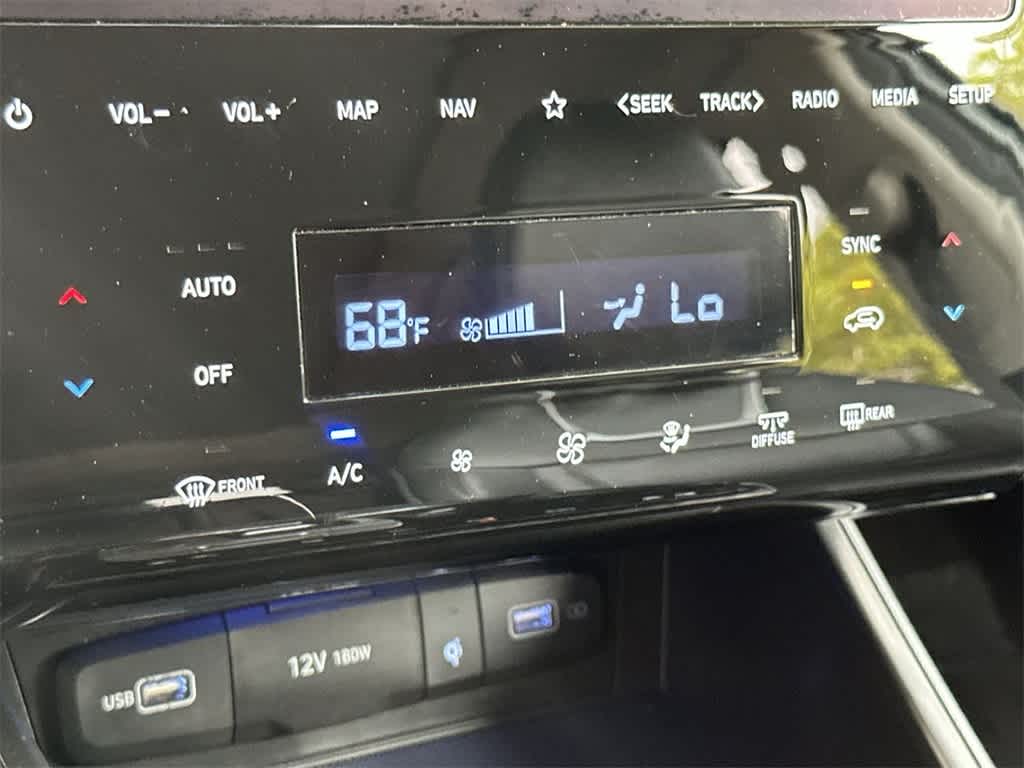 VOL− VOL+ MAP NAV <SEEK TRACK> RADIO MEDIA SETUP
SYNC
AUTO
68°F Lo
OFF
A/C DIFFUSE REAR
FRONT
USB 12V 180W